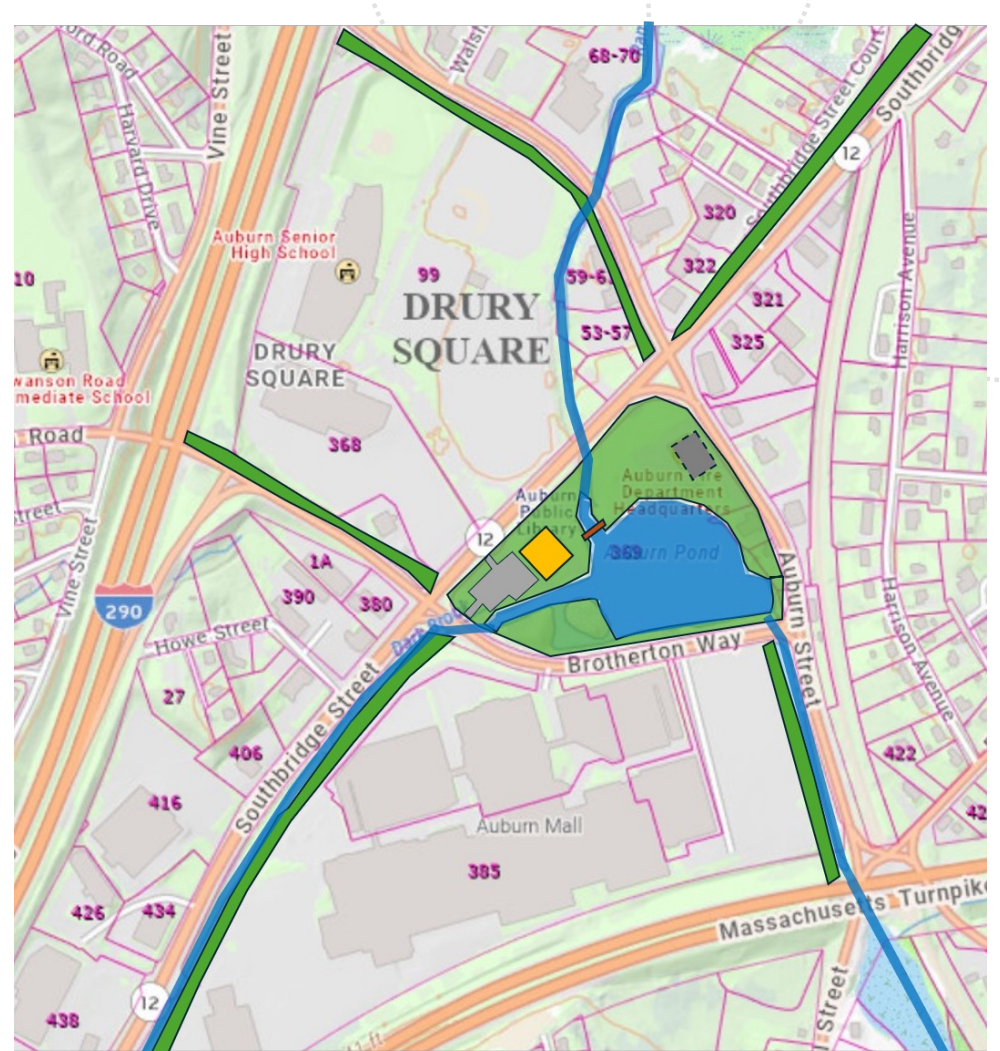 68-70
Vine Street
Harvard Drive
Southbridge Street Court
12
320
Auburn Senior
High School
322
10
99
59-6
321
DRURY
SQUARE
53-57
325
Harrison Avenue
DRURY
SQUARE
Road
368
Auburn Fire
Department
Headquarters
Auburn
Public
Library
12
369
Auburn Pond
1A
390
380
290
Vine Street
Howe Street
Brotherton Way
Auburn Street
Harrison Avenue
27
406
Southbridge Street
422
416
Auburn Mall
385
42
426
434
Massachusetts Turnpike
12
438
Street